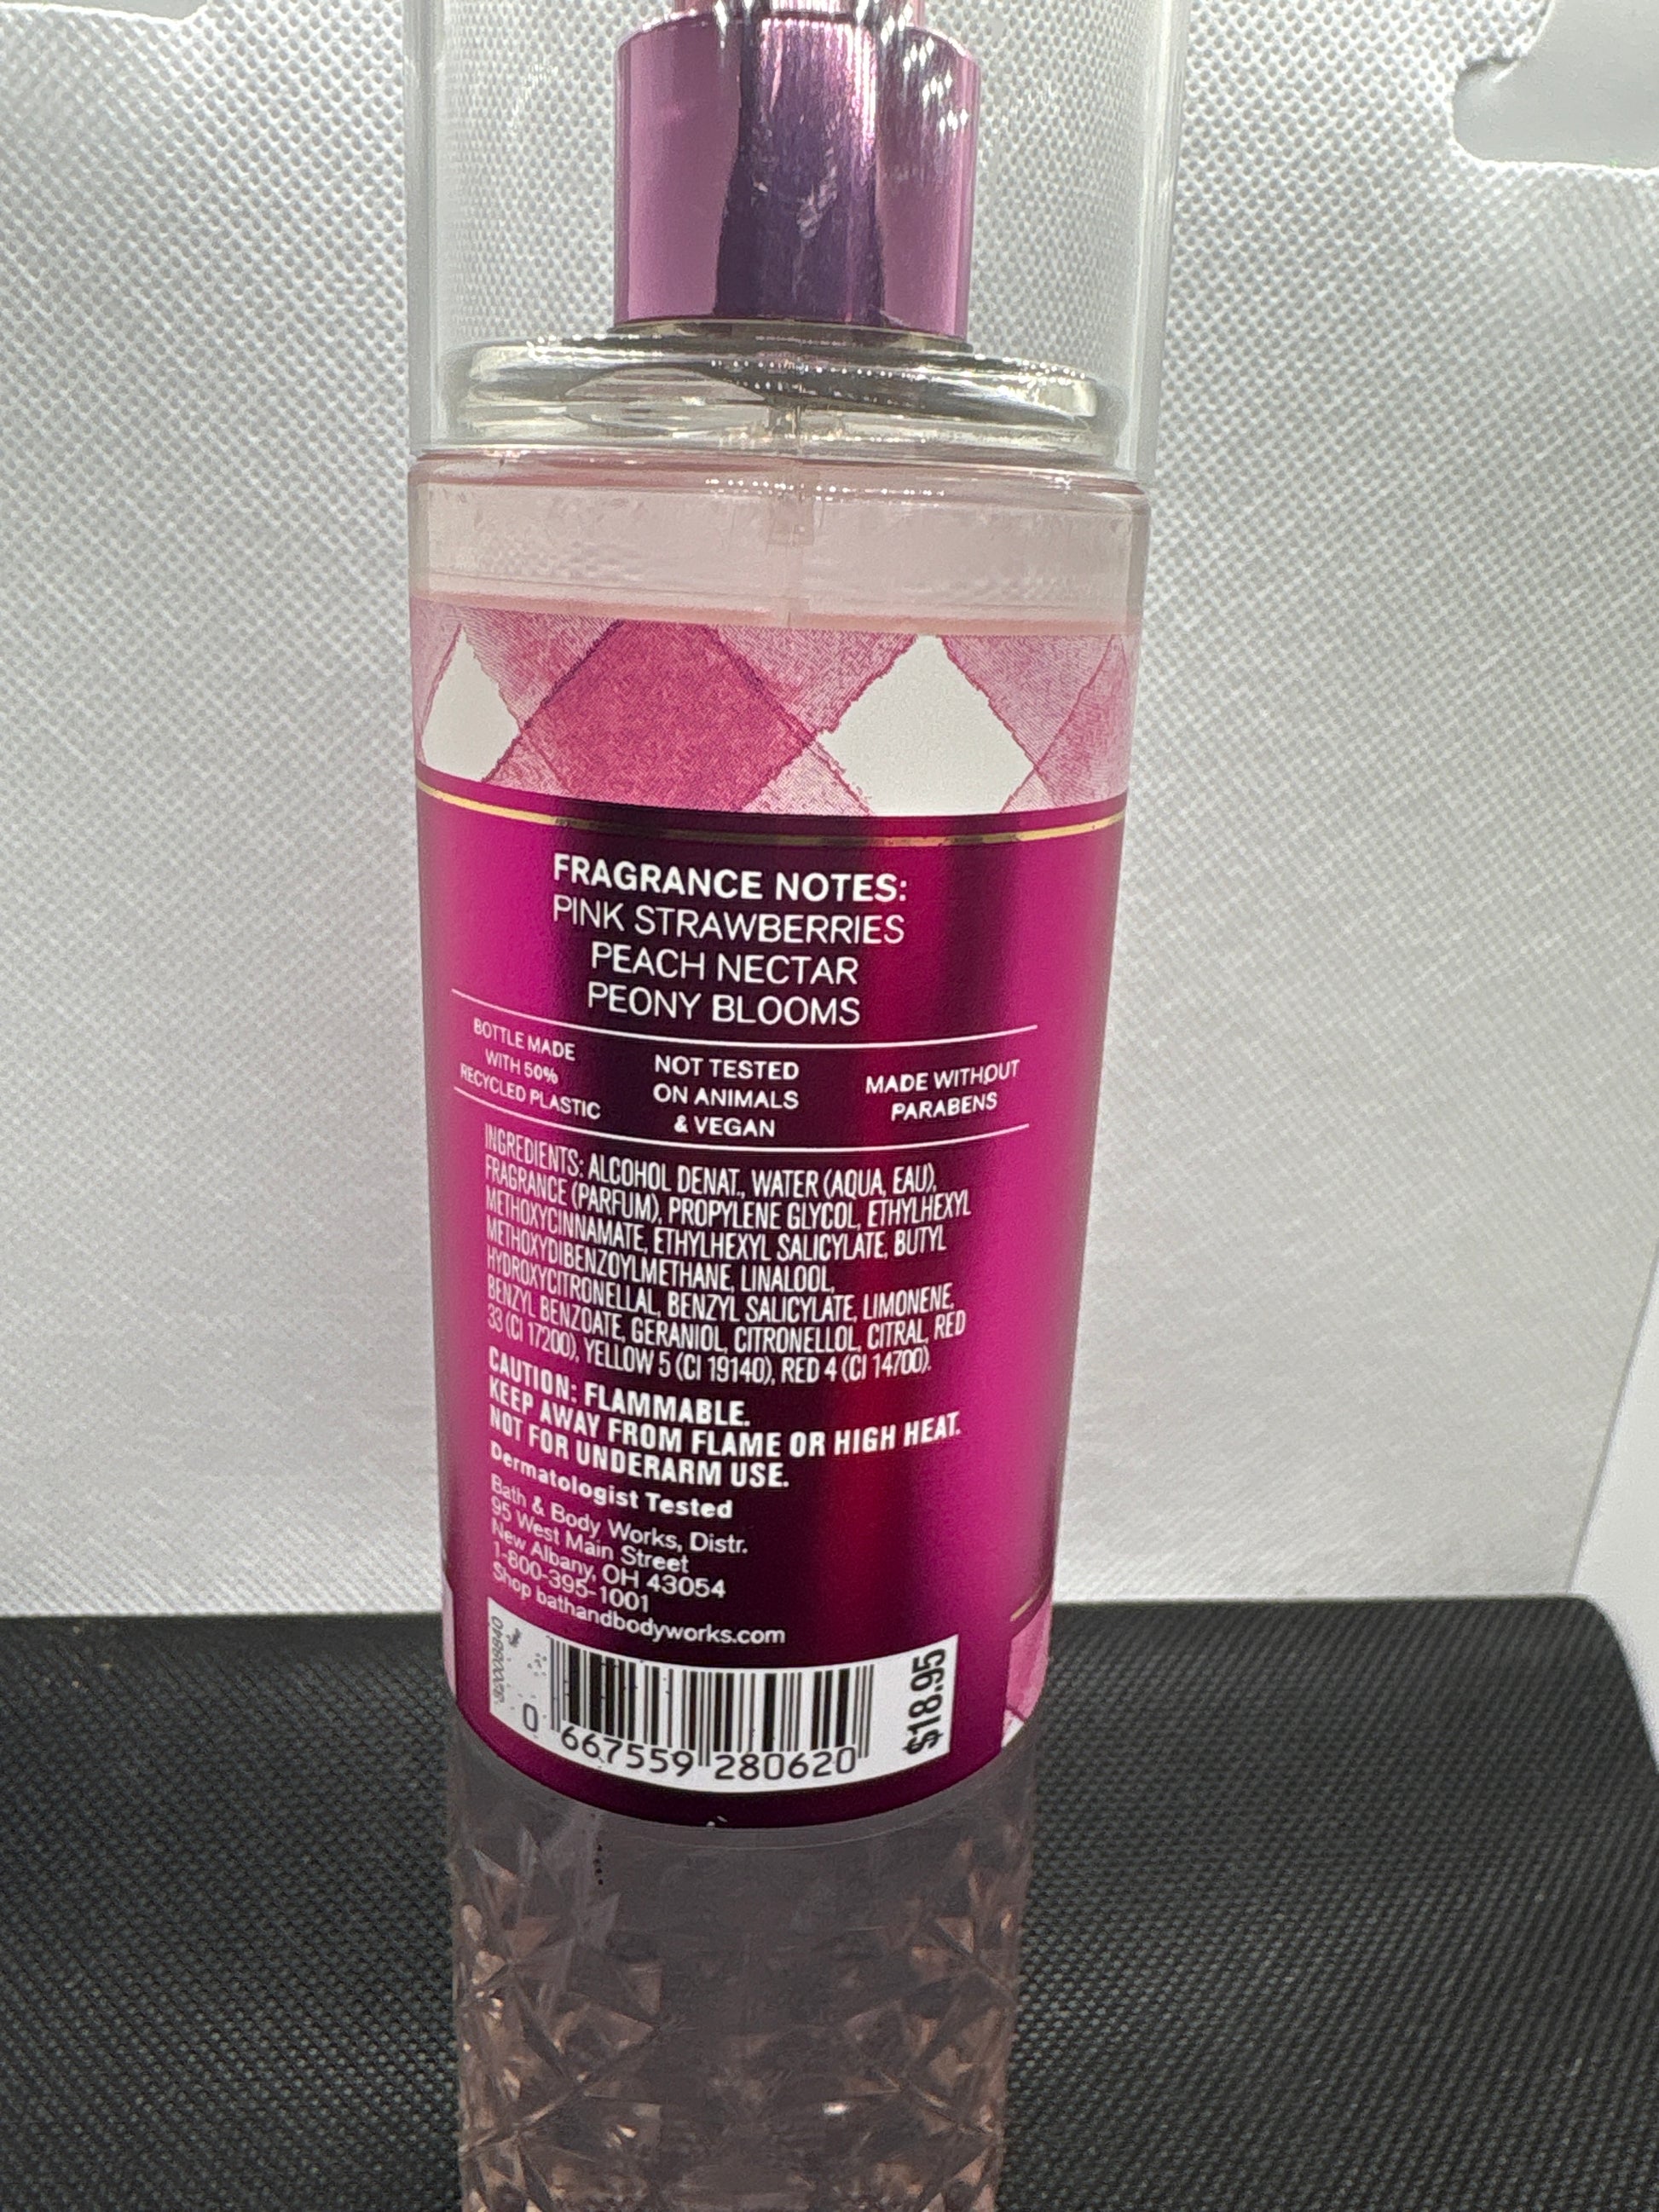 FRAGRANCE NOTES:
PINK STRAWBERRIES
PEACH NECTAR
PEONY BLOOMS
BOTTLE MADE
WITH 50%
RECYCLED PLASTIC
NOT TESTED
ON ANIMALS
& VEGAN
MADE WITHOUT
PARABENS
INGREDIENTS: ALCOHOL DENAT., WATER (AQUA, EAU),
FRAGRANCE (PARFUM), PROPYLENE GLYCOL, ETHYLHEXYL
METHOXYCINNAMATE, ETHYLHEXYL SALICYLATE, BUTYL
METHOXYDIBENZOYLMETHANE, LINALOOL,
HYDROXYCITRONELLAL, BENZYL SALICYLATE, LIMONENE,
BENZYL BENZOATE, GERANIOL, CITRONELLOL, CITRAL, RED
33 (CI 17200), YELLOW 5 (CI 19140), RED 4 (CI 14700).
CAUTION: FLAMMABLE.
KEEP AWAY FROM FLAME OR HIGH HEAT.
NOT FOR UNDERARM USE.
Dermatologist Tested
Bath & Body Works, Distr.
95 West Main Street
New Albany, OH 43054
1-800-395-1001
Shop bathandbodyworks.com
0 667559 280620
$18.95